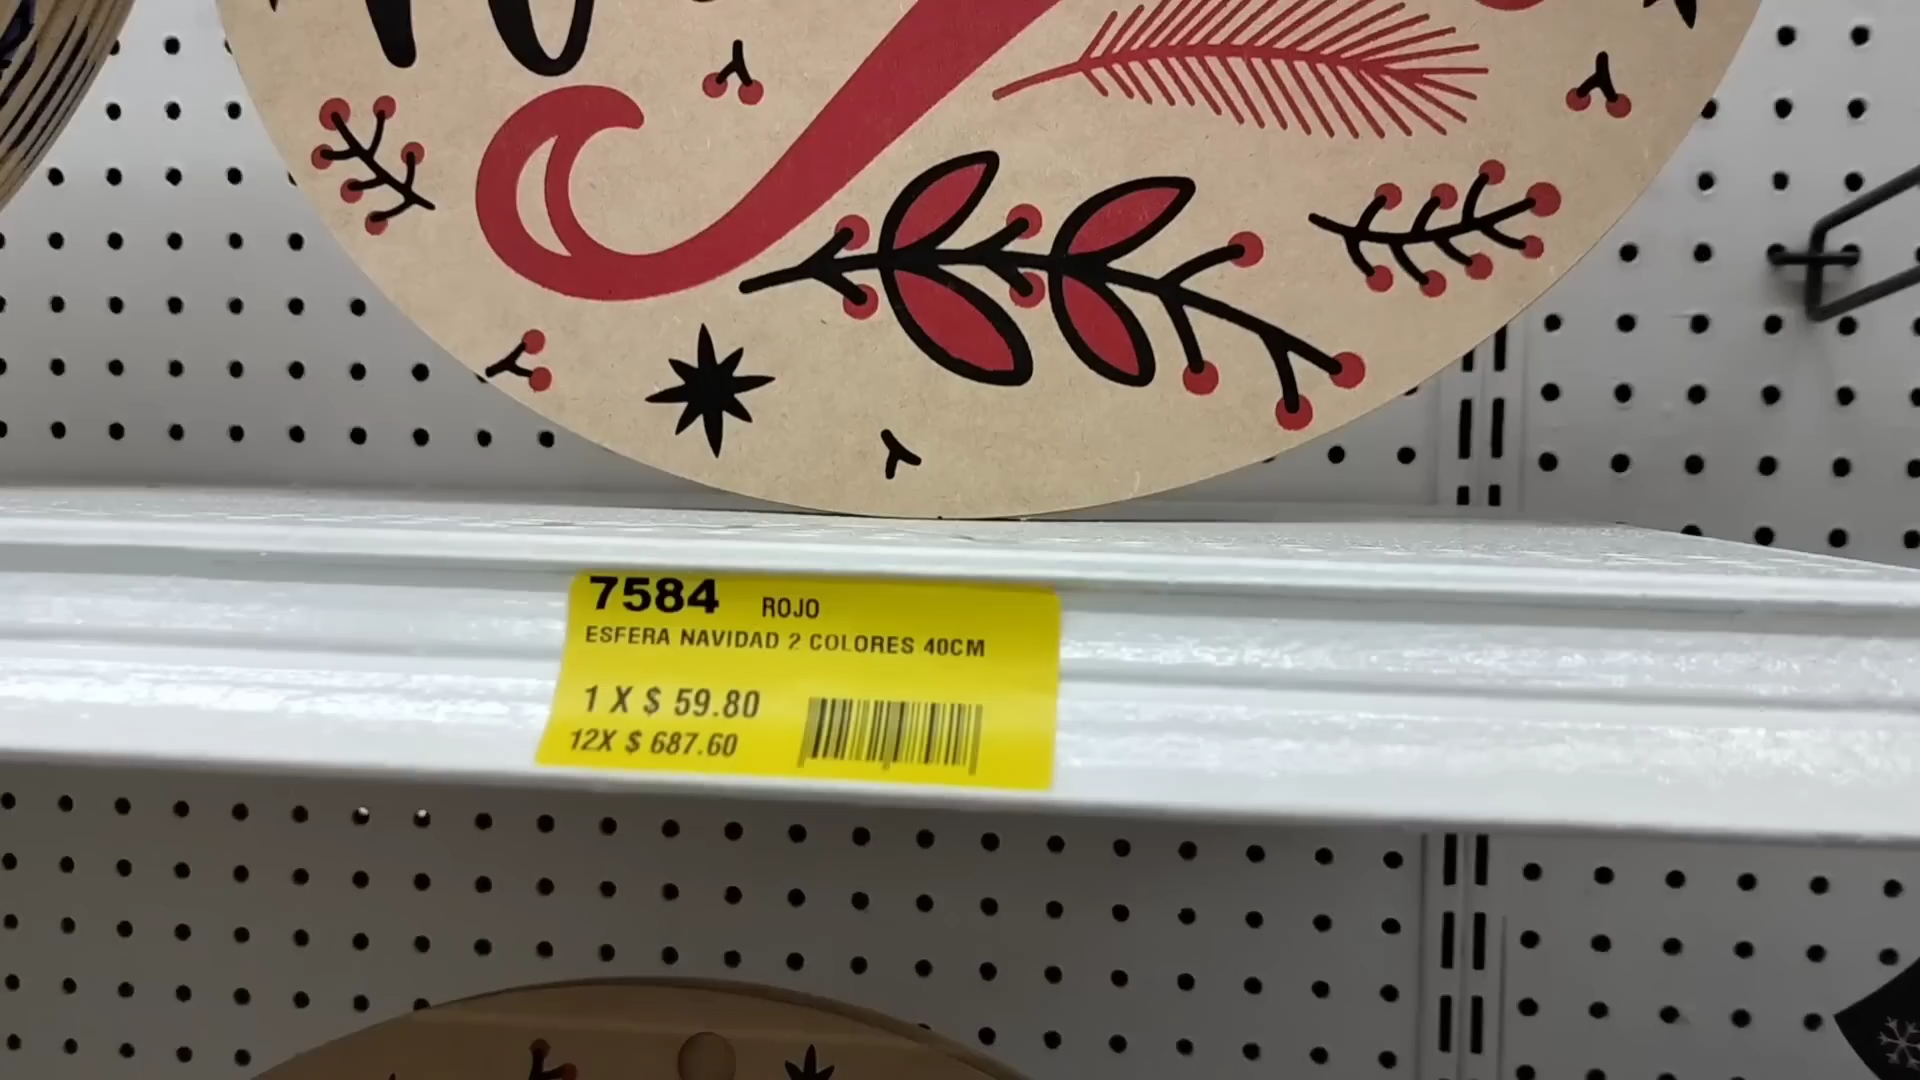 7584 ROJO
ESFERA NAVIDAD 2 COLORES 40CM
1 X $ 59.80
12X $ 687.60